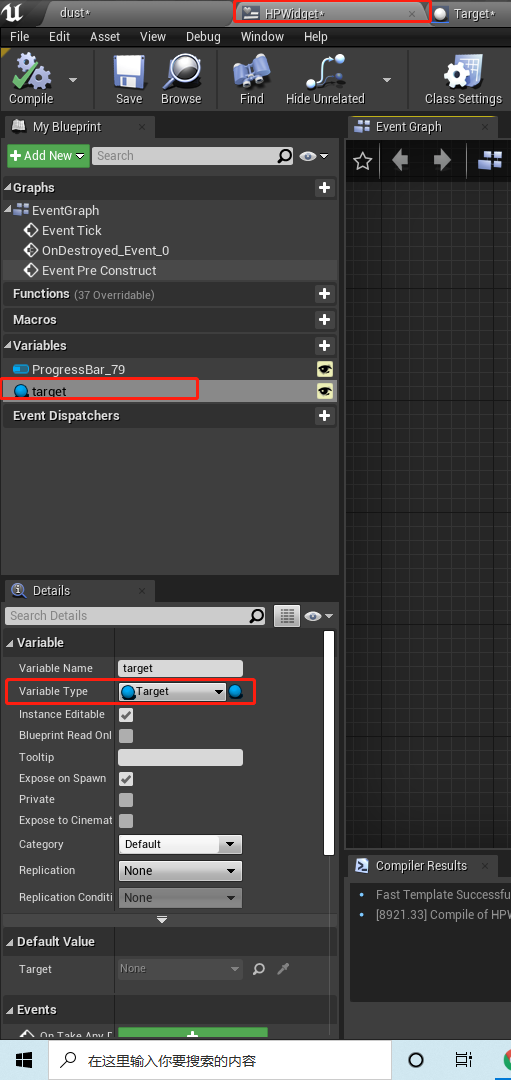 dust*
HPWidget*
Target*
File Edit Asset View Debug Window Help
Compile Save Browse Find Hide Unrelated Class Settings
My Blueprint
Event Graph
Add New
Search
Graphs
EventGraph
Event Tick
OnDestroyed_Event_0
Event Pre Construct
Functions (37 Overridable)
Macros
Variables
ProgressBar_79
target
Event Dispatchers
Details
Search Details
Variable
Variable Name target
Variable Type Target
Instance Editable
Blueprint Read Onl
Tooltip
Expose on Spawn
Private
Expose to Cinemat
Category Default
Replication None
Replication Conditi None
Default Value
Target None
Events
On Take Any
Compiler Results
• Fast Template Successfu
• [8921.33] Compile of HPW
在这里输入你要搜索的内容